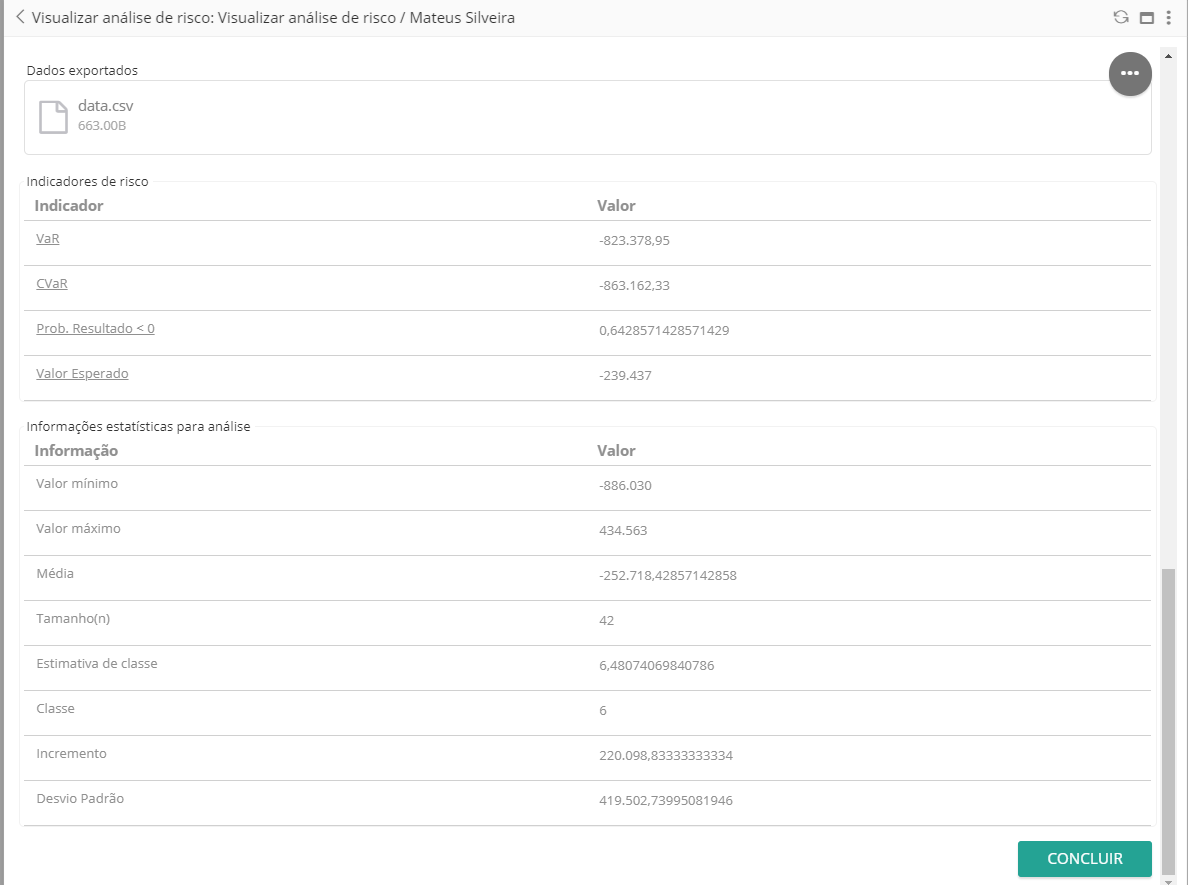 Visualizar análise de risco: Visualizar análise de risco / Mateus Silveira
Dados exportados
data.csv
663.00B
Indicadores de risco
Indicador Valor
VaR -823.378,95
CVaR -863.162,33
Prob. Resultado < 0 0,6428571428571429
Valor Esperado -239.437
Informações estatísticas para análise
Informação Valor
Valor mínimo -886.030
Valor máximo 434.563
Média -252.718,42857142858
Tamanho(n) 42
Estimativa de classe 6,48074069840786
Classe 6
Incremento 220.098,83333333334
Desvio Padrão 419.502,73995081946
CONCLUIR